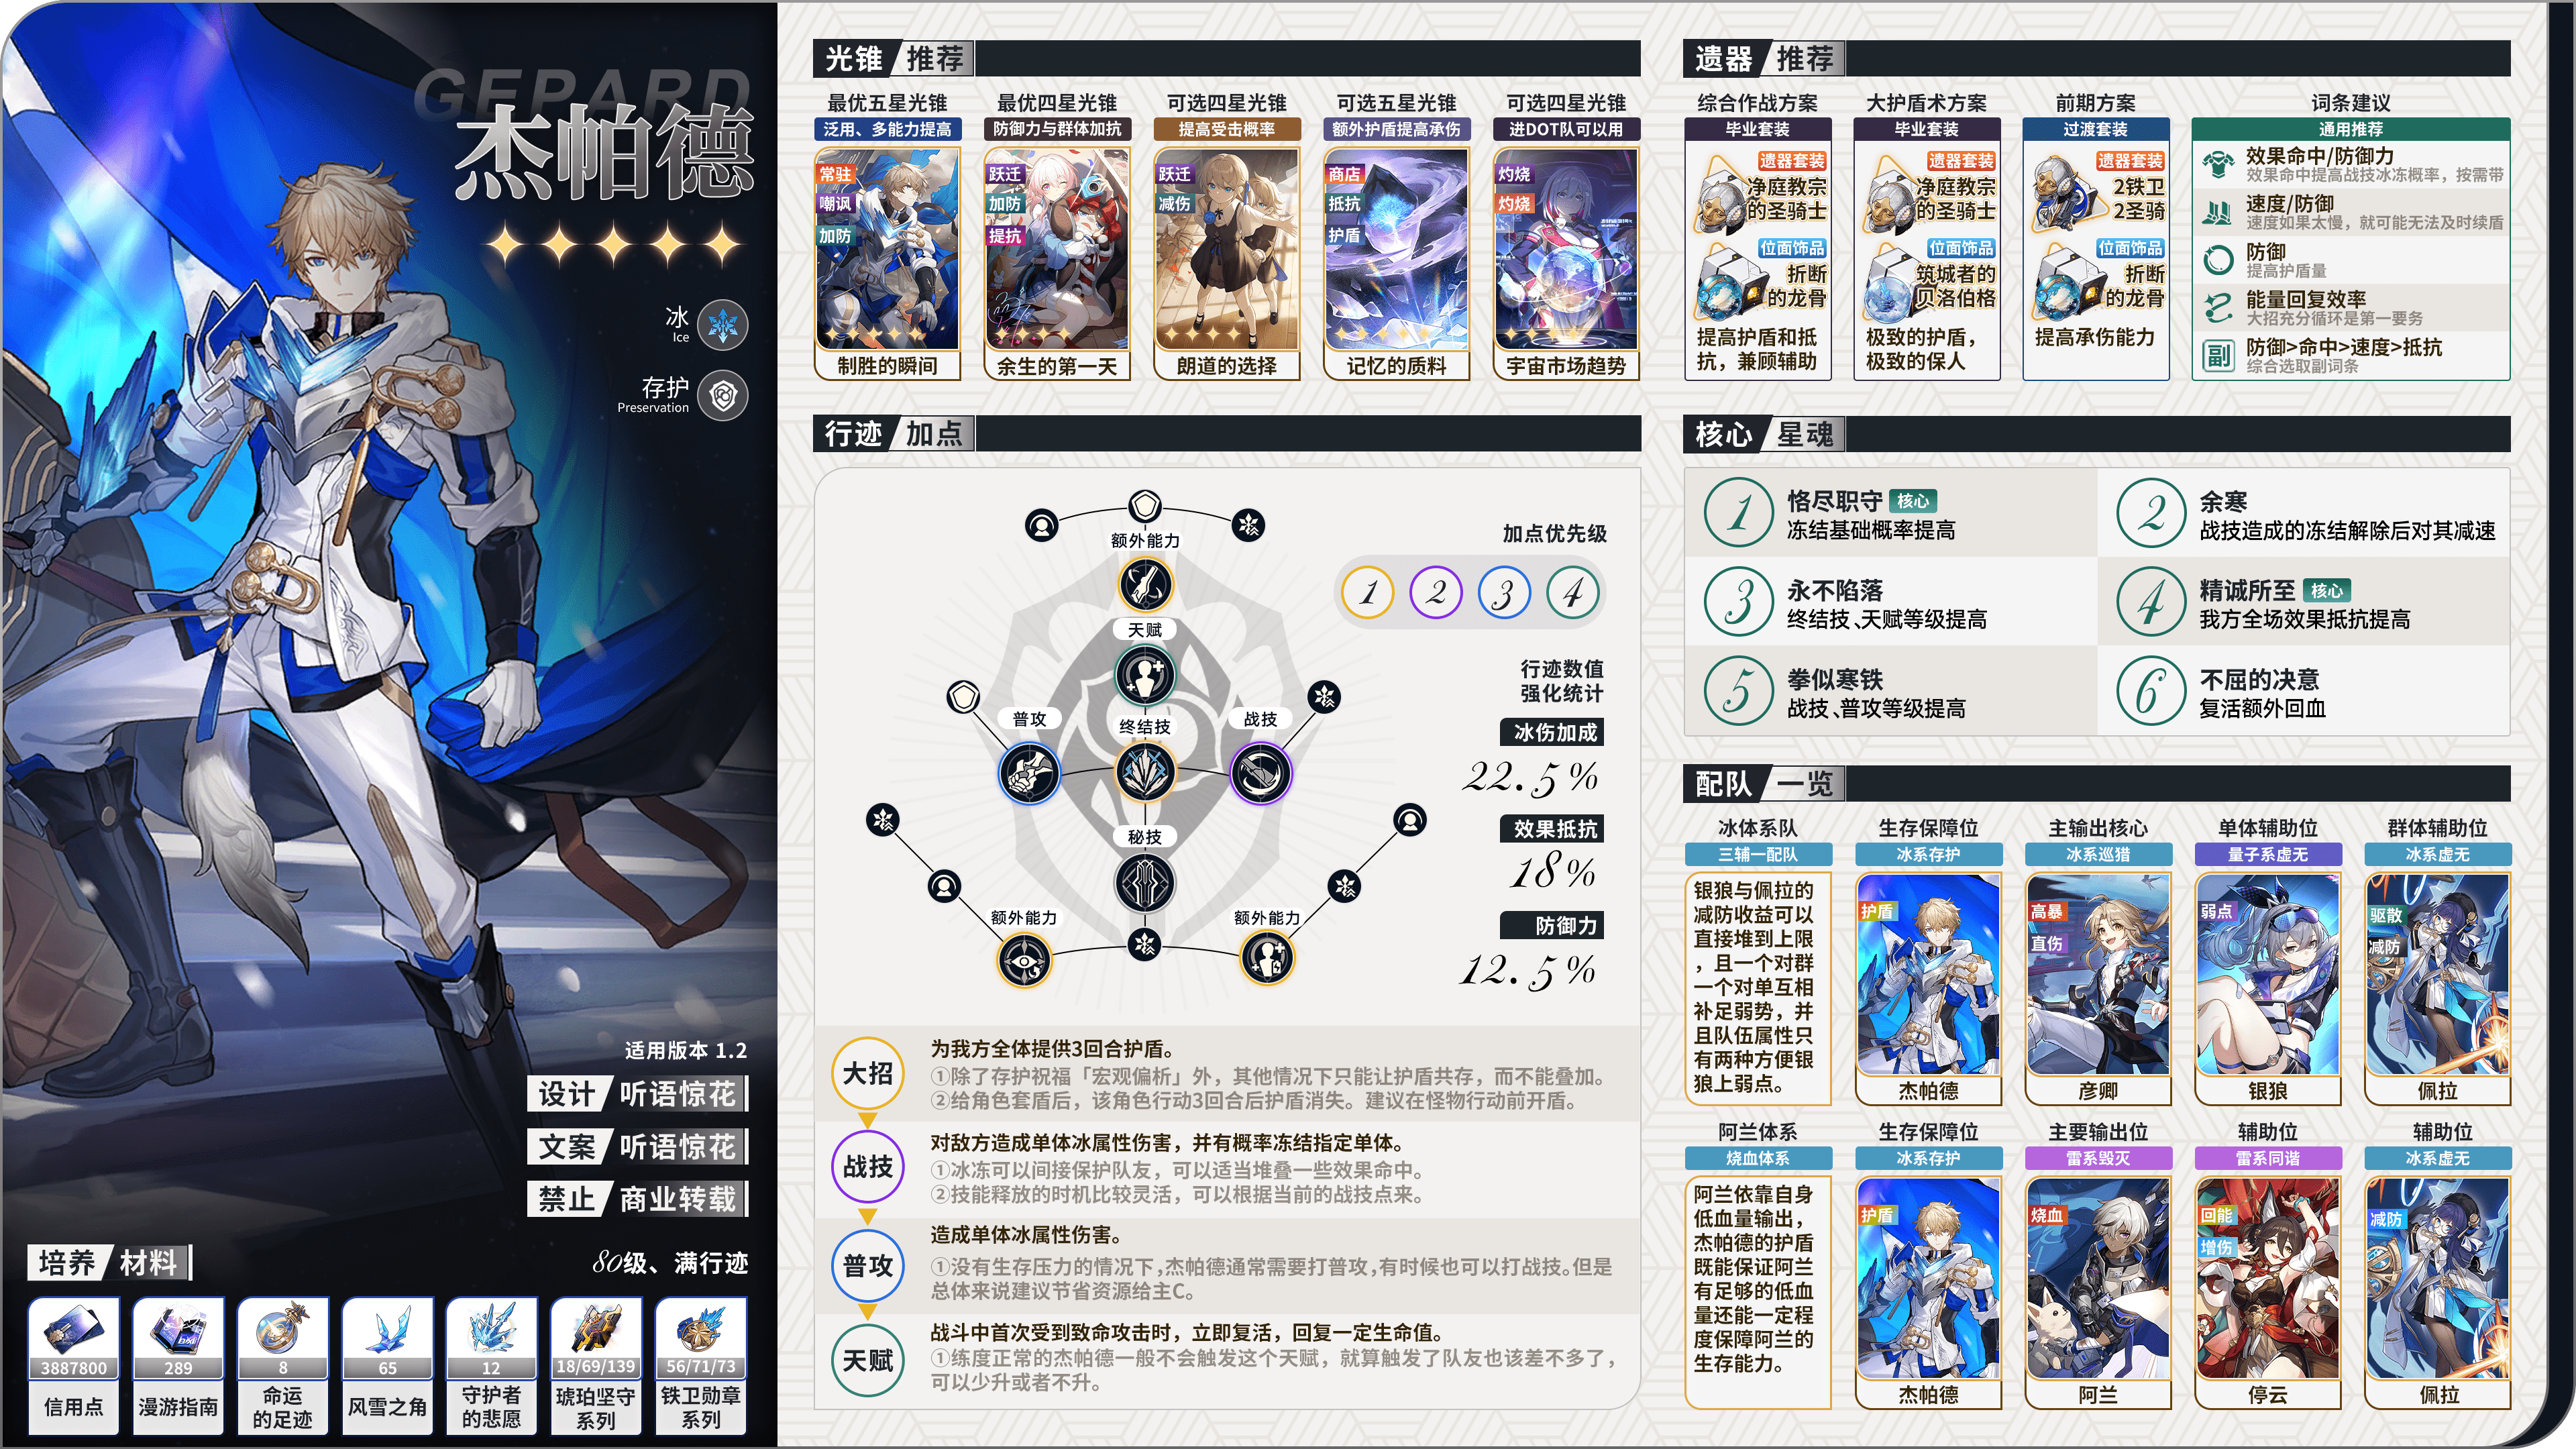 GEPARD
杰帕德
冰
Ice
存护
Preservation
适用版本 1.2
设计 听语惊花
文案 听语惊花
禁止 商业转载
培养 材料
80级、满行迹
3887800
信用点
289
漫游指南
8
命运
的足迹
65
风雪之角
12
守护者
的悲愿
18/69/139
琥珀坚守
系列
56/71/73
铁卫勋章
系列
光锥 推荐
最优五星光锥
泛用、多能力提高
常驻
嘲讽
加防
制胜的瞬间
最优四星光锥
防御力与群体加抗
跃迁
加防
提抗
余生的第一天
可选四星光锥
提高受击概率
跃迁
减伤
朗道的选择
可选五星光锥
额外护盾提高承伤
商店
抵抗
护盾
记忆的质料
可选四星光锥
进DOT队可以用
灼烧
灼烧
宇宙市场趋势
行迹 加点
额外能力
天赋
普攻
终结技
战技
秘技
额外能力
额外能力
加点优先级
1 2 3 4
行迹数值
强化统计
冰伤加成
22.5%
效果抵抗
18%
防御力
12.5%
大招
为我方全体提供3回合护盾。
①除了存护祝福「宏观偏析」外，其他情况下只能让护盾共存，而不能叠加。
②给角色套盾后，该角色行动3回合后护盾消失。建议在怪物行动前开盾。
战技
对敌方造成单体冰属性伤害，并有概率冻结指定单体。
①冰冻可以间接保护队友，可以适当堆叠一些效果命中。
②技能释放的时机比较灵活，可以根据当前的战技点来。
普攻
造成单体冰属性伤害。
①没有生存压力的情况下，杰帕德通常需要打普攻，有时候也可以打战技。但是
总体来说建议节省资源给主C。
天赋
战斗中首次受到致命攻击时，立即复活，回复一定生命值。
①练度正常的杰帕德一般不会触发这个天赋，就算触发了队友也该差不多了，
可以少升或者不升。
遗器 推荐
综合作战方案
毕业套装
遗器套装
净庭教宗
的圣骑士
位面饰品
折断
的龙骨
提高护盾和抵
抗，兼顾辅助
大护盾术方案
毕业套装
遗器套装
净庭教宗
的圣骑士
位面饰品
筑城者的
贝洛伯格
极致的护盾，
极致的保人
前期方案
过渡套装
遗器套装
2铁卫
2圣骑
位面饰品
折断
的龙骨
提高承伤能力
词条建议
通用推荐
效果命中/防御力
效果命中提高战技冰冻概率，按需带
速度/防御
速度如果太慢，就可能无法及时续盾
防御
提高护盾量
能量回复效率
大招充分循环是第一要务
副
防御>命中>速度>抵抗
综合选取副词条
核心 星魂
1
恪尽职守 核心
冻结基础概率提高
2
余寒
战技造成的冻结解除后对其减速
3
永不陷落
终结技、天赋等级提高
4
精诚所至 核心
我方全场效果抵抗提高
5
拳似寒铁
战技、普攻等级提高
6
不屈的决意
复活额外回血
配队 一览
冰体系队
三辅一配队
银狼与佩拉的
减防收益可以
直接堆到上限
，且一个对群
一个对单互相
补足弱势，并
且队伍属性只
有两种方便银
狼上弱点。
生存保障位
冰系存护
护盾
杰帕德
主输出核心
冰系巡猎
高暴
直伤
彦卿
单体辅助位
量子系虚无
弱点
银狼
群体辅助位
冰系虚无
驱散
减防
佩拉
阿兰体系
烧血体系
阿兰依靠自身
低血量输出，
杰帕德的护盾
既能保证阿兰
有足够的低血
量还能一定程
度保障阿兰的
生存能力。
生存保障位
冰系存护
护盾
杰帕德
主要输出位
雷系毁灭
烧血
阿兰
辅助位
雷系同谐
回能
增伤
停云
辅助位
冰系虚无
减防
佩拉